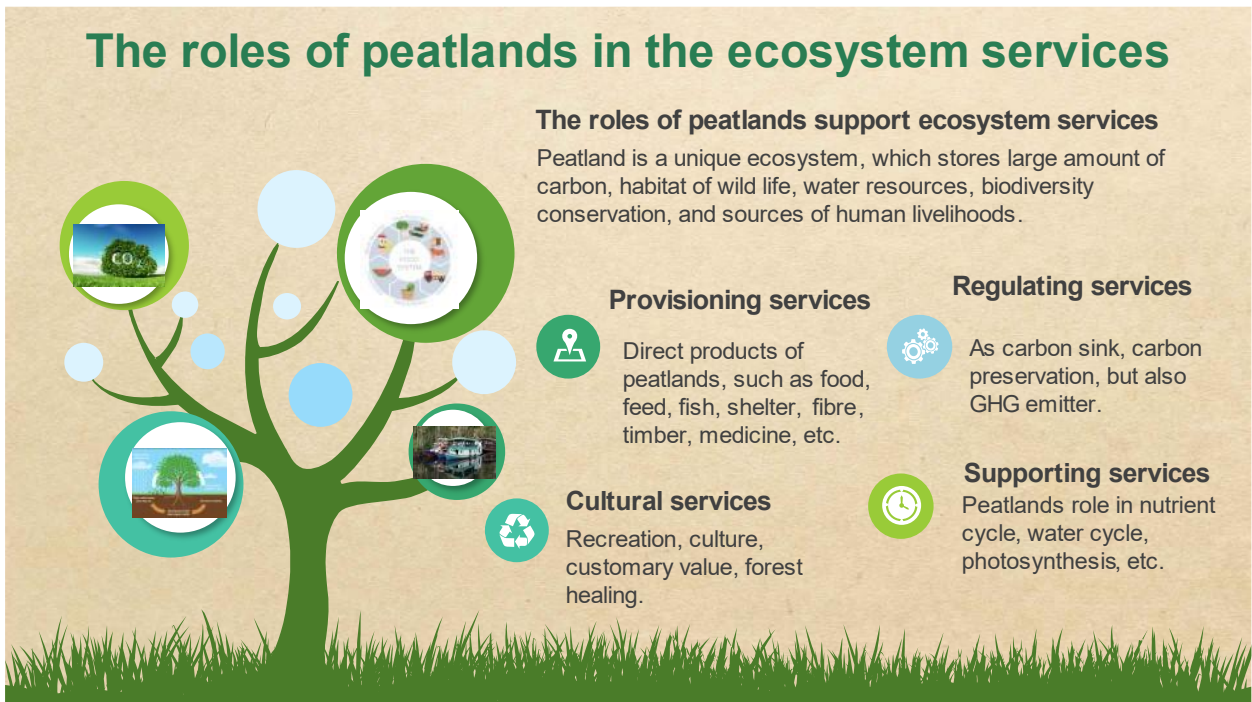 The roles of peatlands in the ecosystem services
The roles of peatlands support ecosystem services
Peatland is a unique ecosystem, which stores large amount of
carbon, habitat of wild life, water resources, biodiversity
conservation, and sources of human livelihoods.
CO2
THE
FOOD
SYSTEM
Provisioning services
Direct products of
peatlands, such as food,
feed, fish, shelter, fibre,
timber, medicine, etc.
Regulating services
As carbon sink, carbon
preservation, but also
GHG emitter.
Cultural services
Recreation, culture,
customary value, forest
healing.
Supporting services
Peatlands role in nutrient
cycle, water cycle,
photosynthesis, etc.